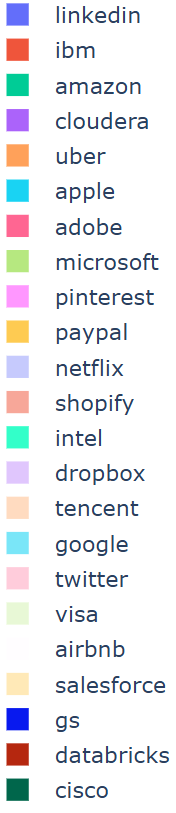 linkedin
ibm
amazon
cloudera
uber
apple
adobe
microsoft
pinterest
paypal
netflix
shopify
intel
dropbox
tencent
google
twitter
visa
airbnb
salesforce
gs
databricks
cisco